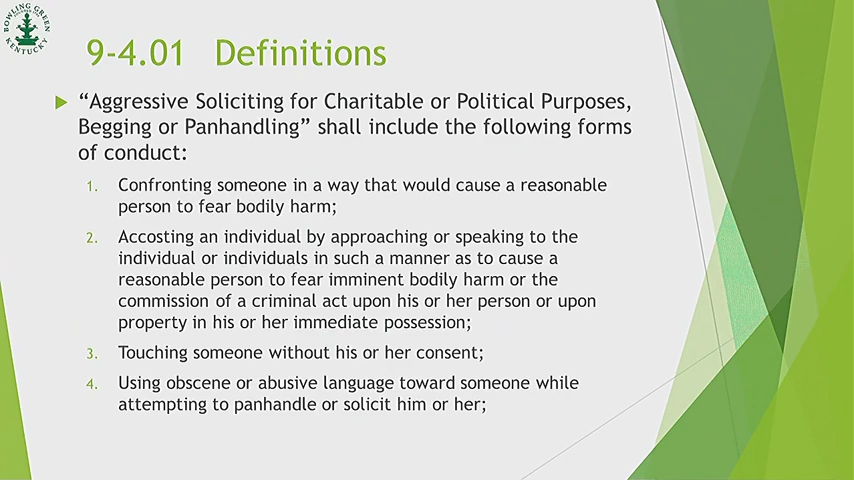 BOWLING GREEN
KENTUCKY
9-4.01 Definitions
“Aggressive Soliciting for Charitable or Political Purposes,
Begging or Panhandling” shall include the following forms
of conduct:
1. Confronting someone in a way that would cause a reasonable
person to fear bodily harm;
2. Accosting an individual by approaching or speaking to the
individual or individuals in such a manner as to cause a
reasonable person to fear imminent bodily harm or the
commission of a criminal act upon his or her person or upon
property in his or her immediate possession;
3. Touching someone without his or her consent;
4. Using obscene or abusive language toward someone while
attempting to panhandle or solicit him or her;